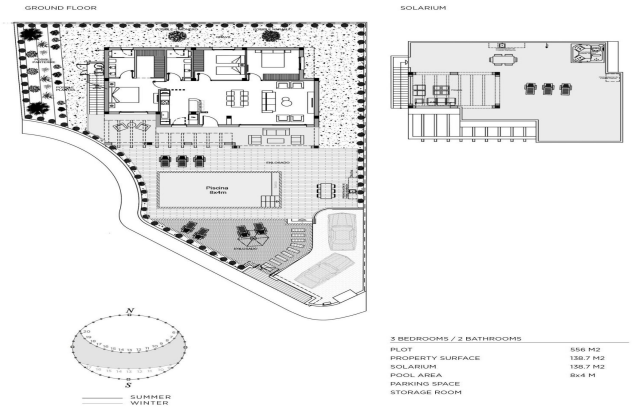 GROUND FLOOR
SOLARIUM
Piscina
8x4m
N
S
SUMMER
WINTER
3 BEDROOMS / 2 BATHROOMS
PLOT 556 M2
PROPERTY SURFACE 138.7 M2
SOLARIUM 138.7 M2
POOL AREA 8x4 M
PARKING SPACE
STORAGE ROOM